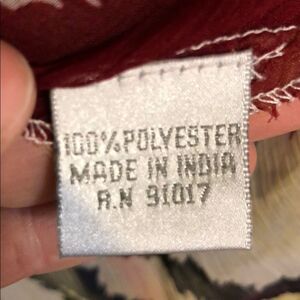 100% POLYESTER
MADE IN INDIA
R.N 91017